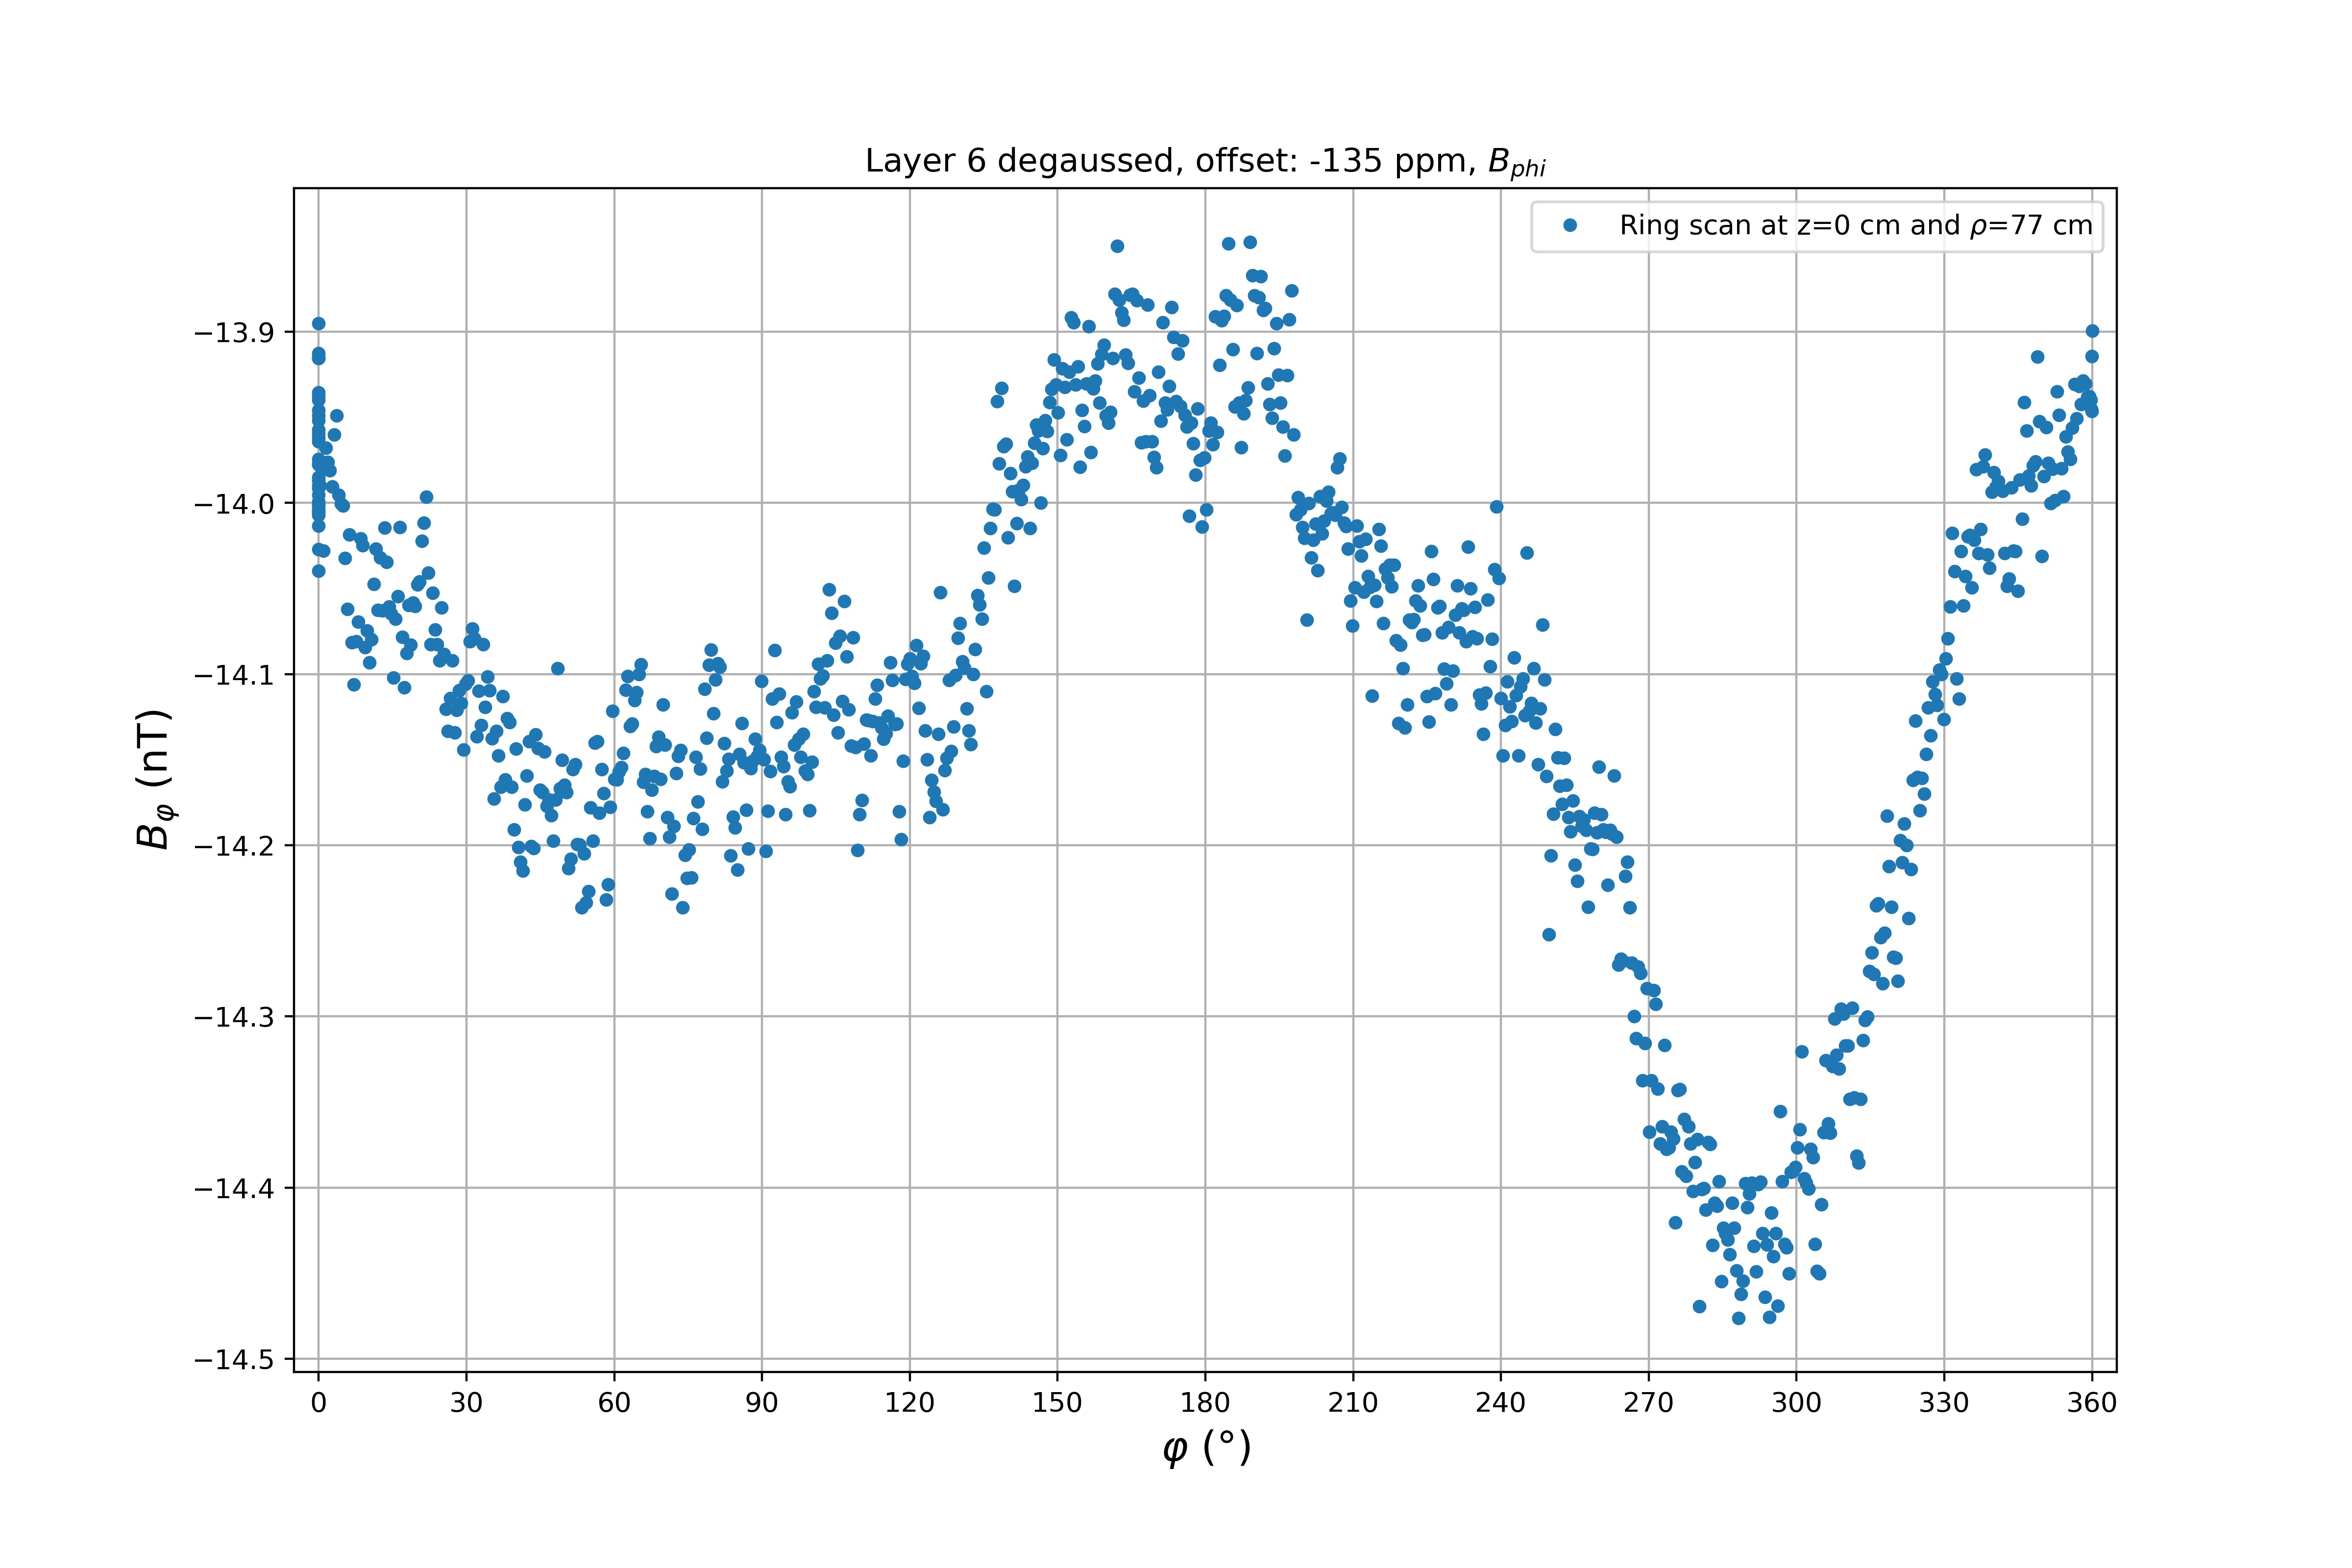 Layer 6 degaussed, offset: -135 ppm, B_phi
Ring scan at z=0 cm and ρ=77 cm
B_φ (nT)
−13.9
−14.0
−14.1
−14.2
−14.3
−14.4
−14.5
0 30 60 90 120 150 180 210 240 270 300 330 360
φ (°)